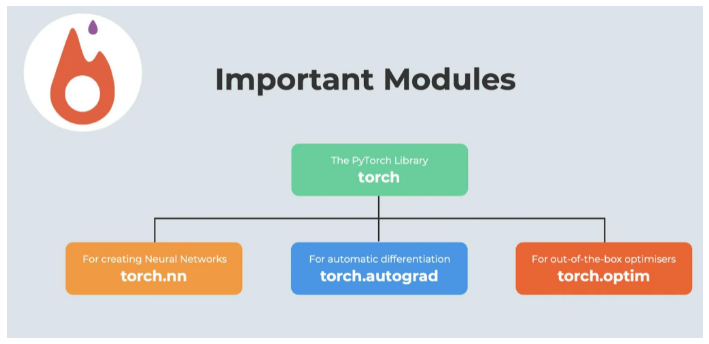 Important Modules
The PyTorch Library
torch
For creating Neural Networks
torch.nn
For automatic differentiation
torch.autograd
For out-of-the-box optimisers
torch.optim